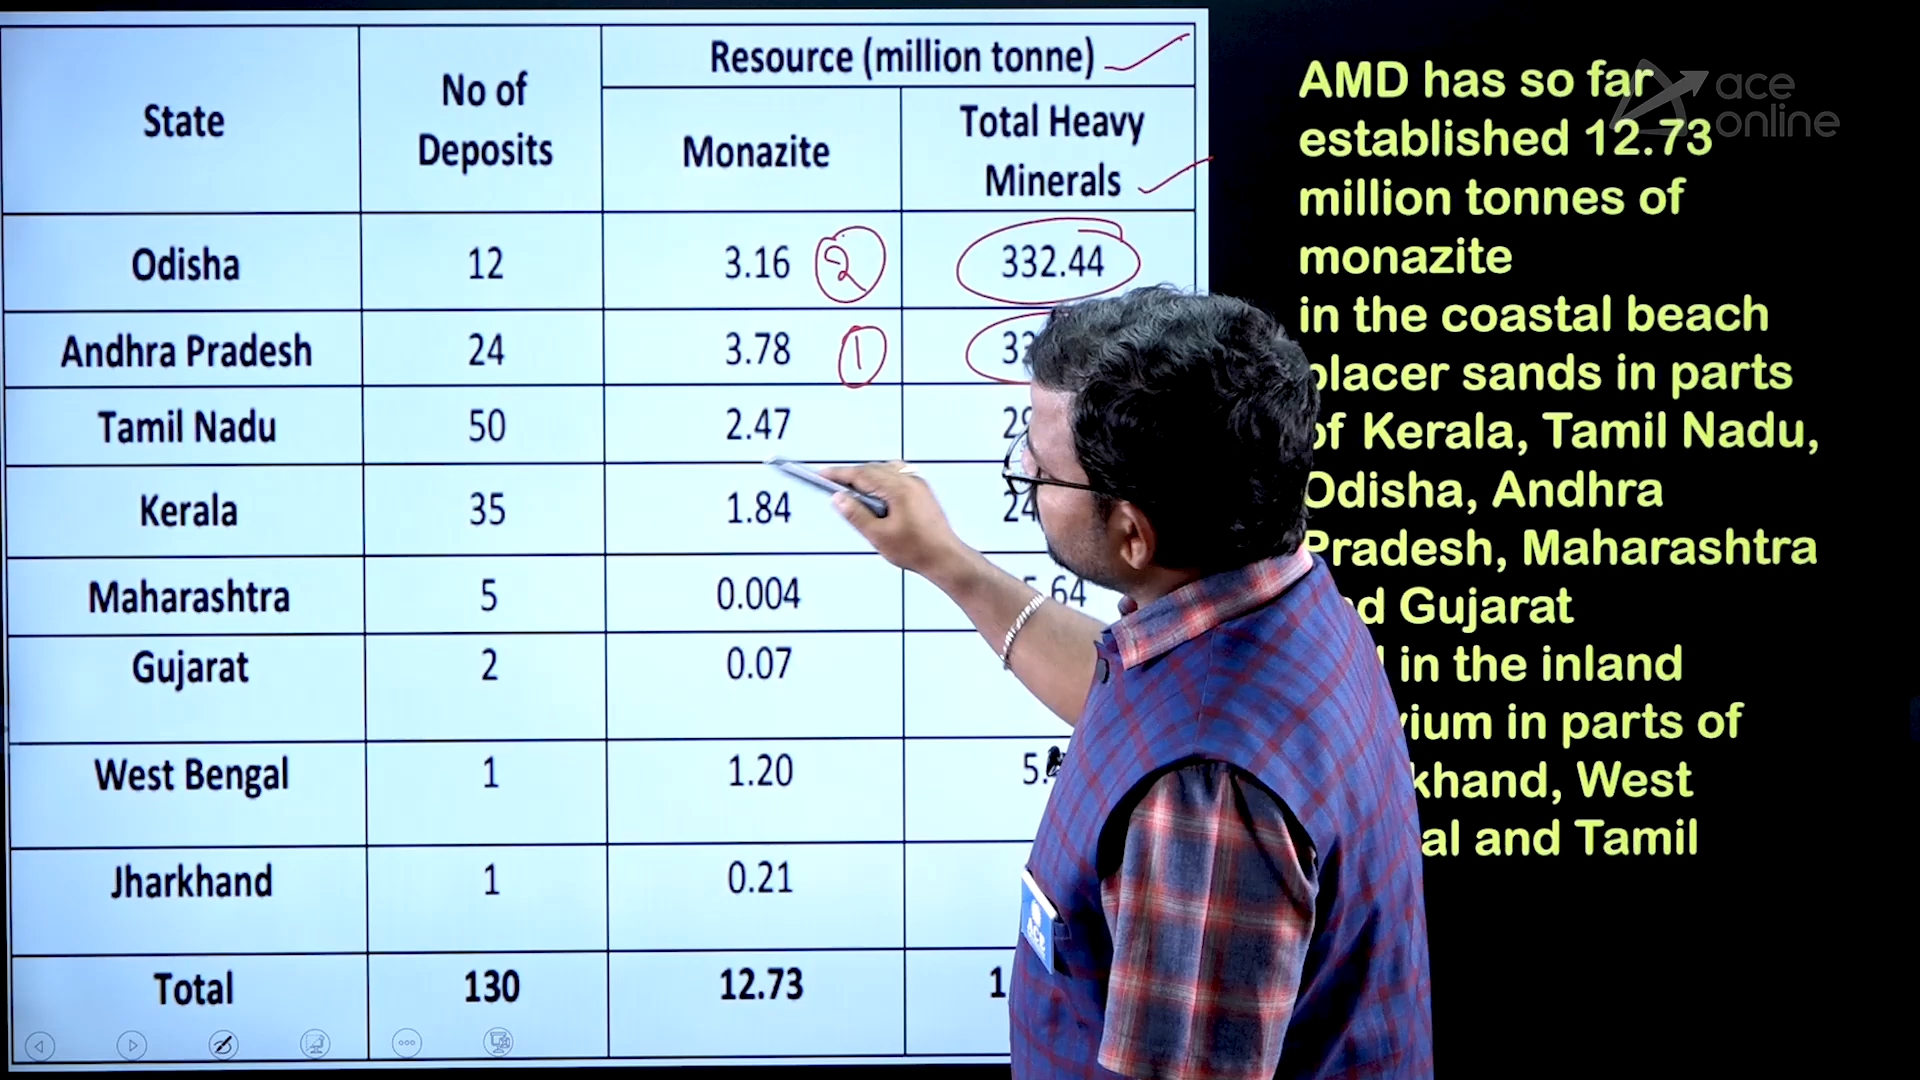 State
No of
Deposits
Resource (million tonne)
Monazite
Total Heavy
Minerals
Odisha 12 3.16 2 332.44
Andhra Pradesh 24 3.78 1
Tamil Nadu 50 2.47
Kerala 35 1.84
Maharashtra 5 0.004
Gujarat 2 0.07
West Bengal 1 1.20
Jharkhand 1 0.21
Total 130 12.73
AMD has so far
established 12.73
million tonnes of
monazite
in the coastal beach
placer sands in parts
of Kerala, Tamil Nadu,
Odisha, Andhra
Pradesh, Maharashtra
Gujarat
in the inland
in parts of
West
and Tamil
ace
online
ACE